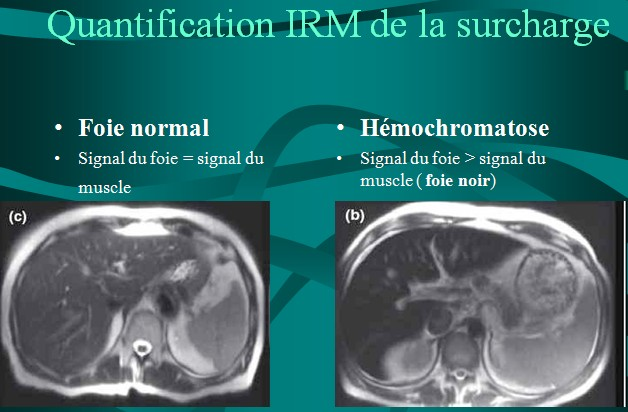 Quantification IRM de la surcharge
• Foie normal
• Signal du foie = signal du
muscle
• Hémochromatose
• Signal du foie > signal du
muscle ( foie noir)
(c)
(b)